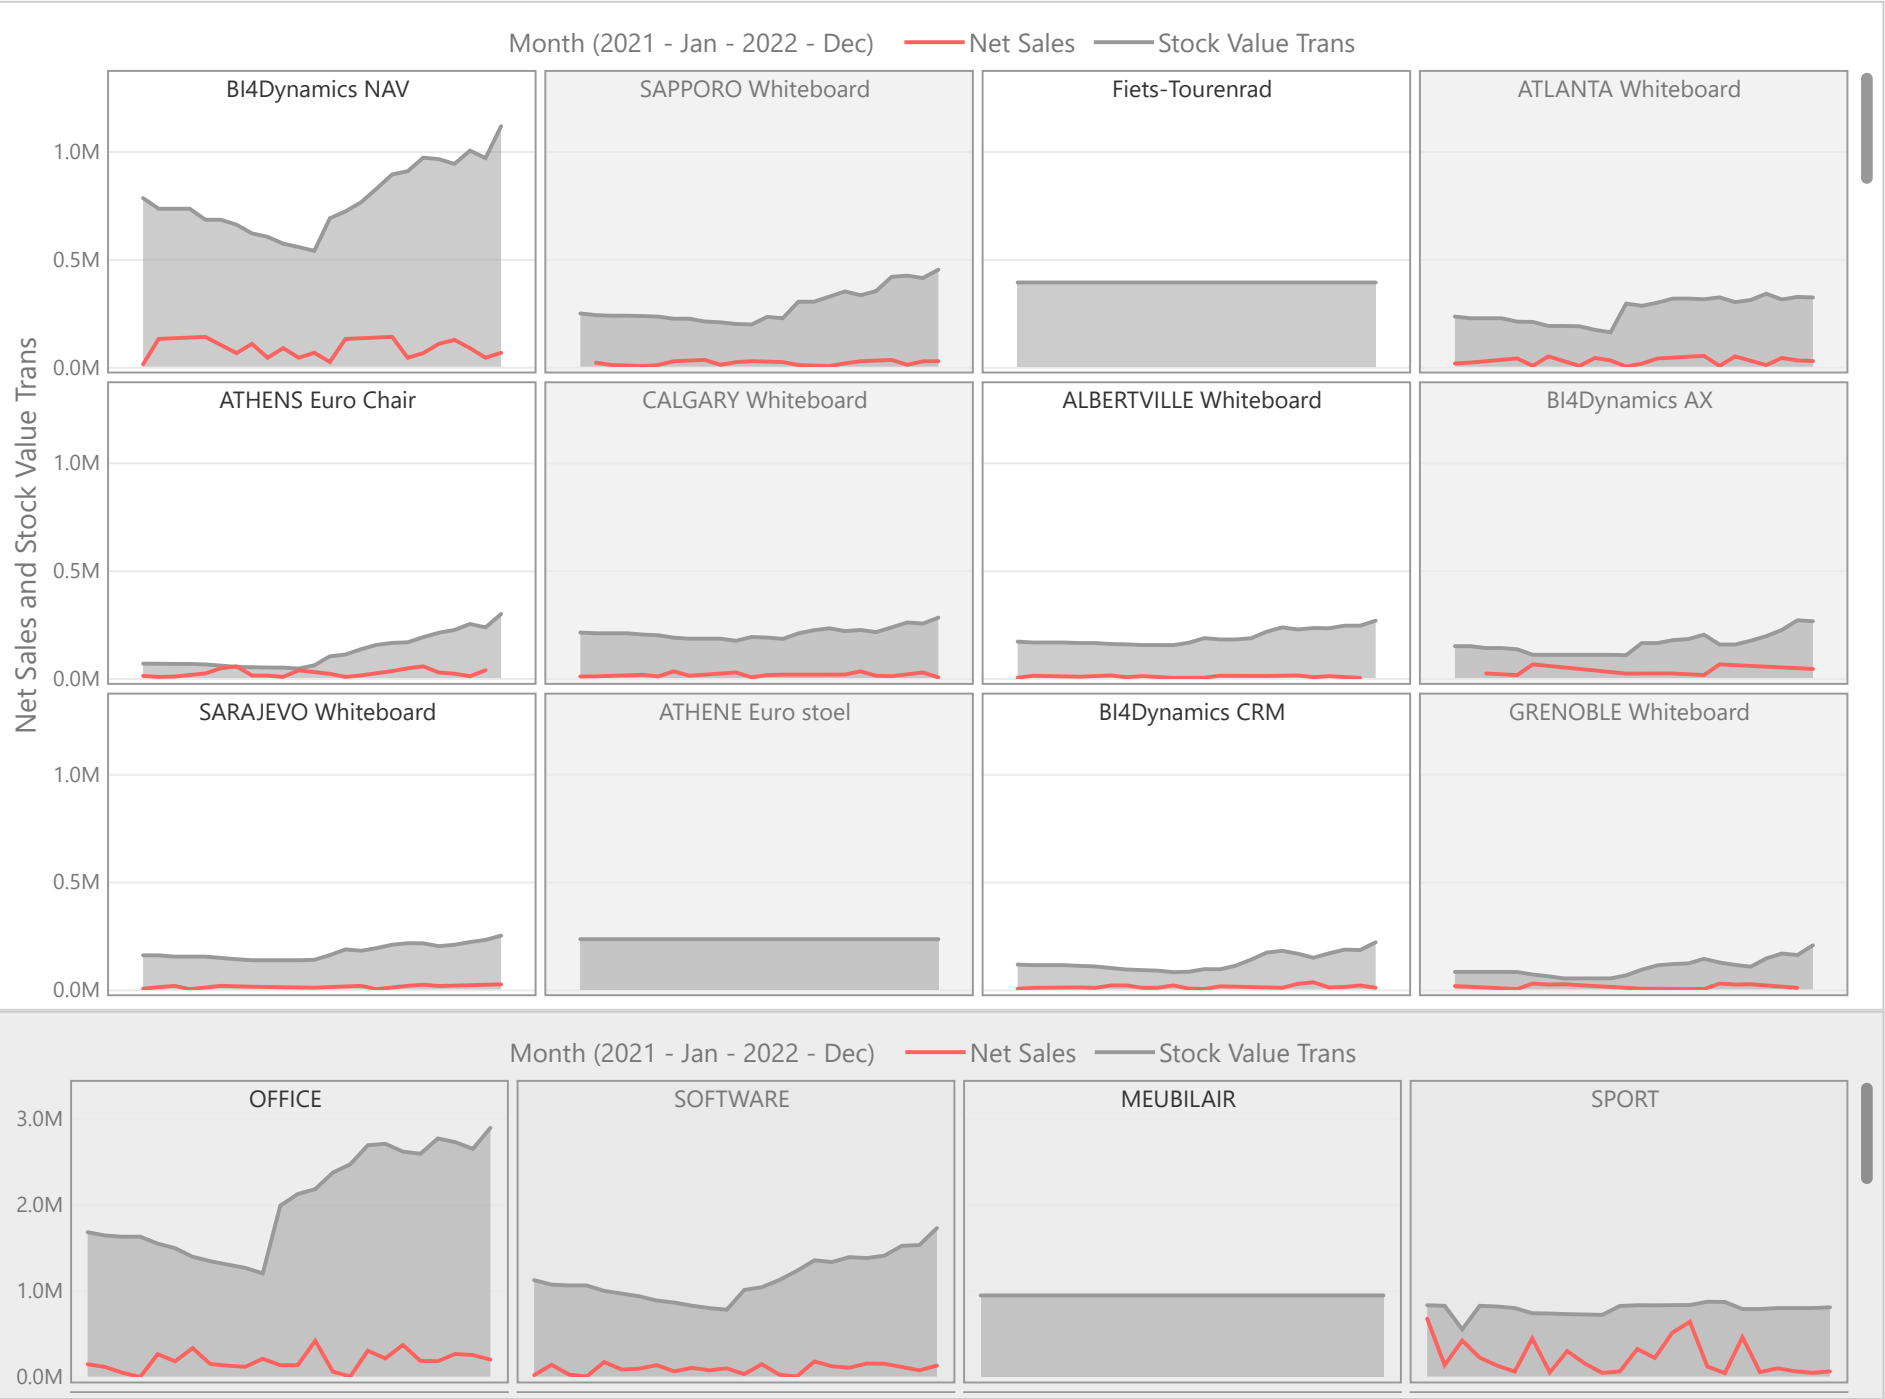 Month (2021 - Jan - 2022 - Dec) Net Sales Stock Value Trans
Net Sales and Stock Value Trans
BI4Dynamics NAV SAPPORO Whiteboard Fiets-Tourenrad ATLANTA Whiteboard
1.0M
0.5M
0.0M
ATHENS Euro Chair CALGARY Whiteboard ALBERTVILLE Whiteboard BI4Dynamics AX
1.0M
0.5M
0.0M
SARAJEVO Whiteboard ATHENE Euro stoel BI4Dynamics CRM GRENOBLE Whiteboard
1.0M
0.5M
0.0M
Month (2021 - Jan - 2022 - Dec) Net Sales Stock Value Trans
OFFICE SOFTWARE MEUBILAIR SPORT
3.0M
2.0M
1.0M
0.0M